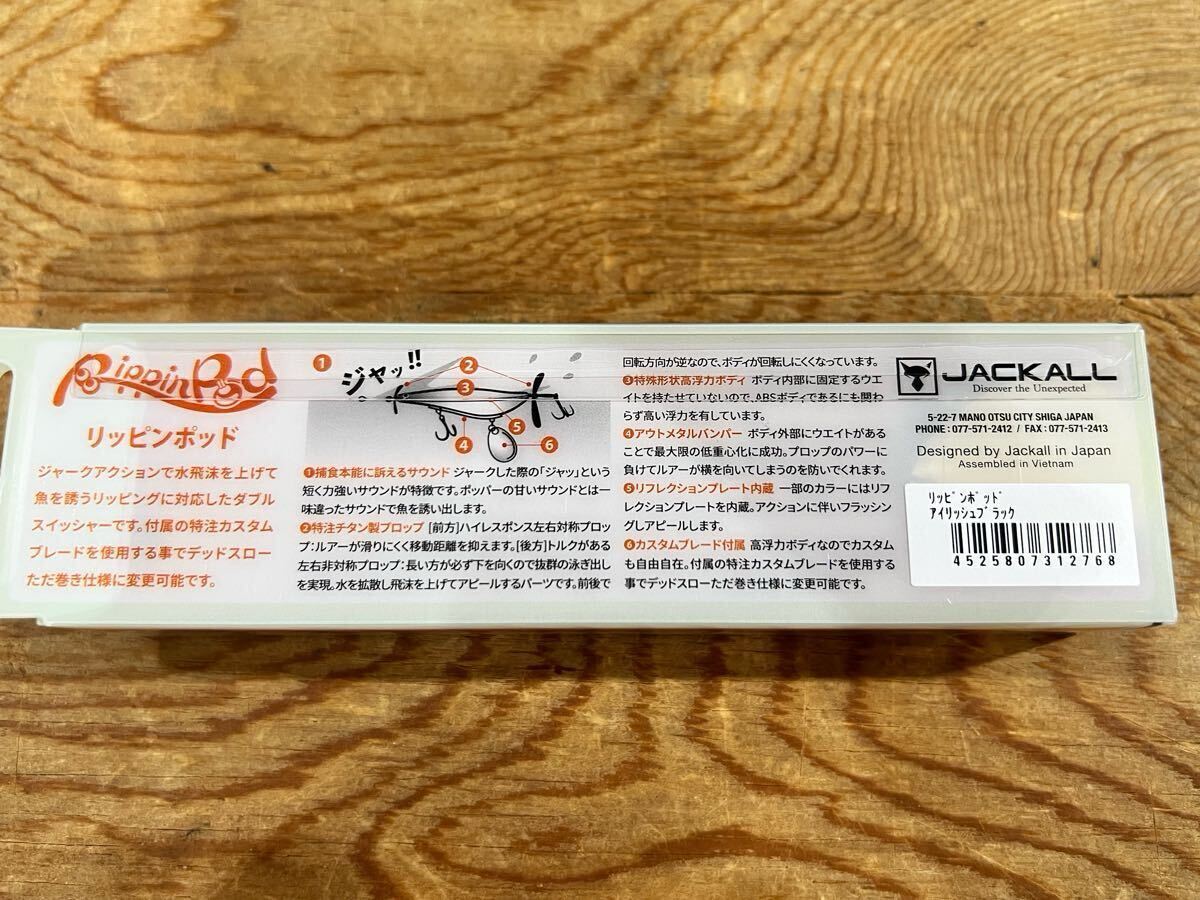 RippinPod
リッピンポッド
ジャークアクションで水飛沫を上げて
魚を誘うリッピングに対応したダブル
スイッシャーです。付属の特注カスタム
ブレードを使用する事でデッドスロー
ただ巻き仕様に変更可能です。
1
ジャッ!!
2
3
5
4
6
❶捕食本能に訴えるサウンド ジャークした際の「ジャッ」という
短く力強いサウンドが特徴です。ポッパーの甘いサウンドとは一
味違ったサウンドで魚を誘い出します。
❷特注チタン製プロップ [前方]ハイレスポンス左右対称プロッ
プ:ルアーが滑りにくく移動距離を抑えます。[後方]トルクがある
左右非対称プロップ:長い方が必ず下を向くので抜群の泳ぎ出し
を実現。水を拡散し飛沫を上げてアピールするパーツです。前後で
回転方向が逆なので、ボディが回転しにくくなっています。
❸特殊形状高浮力ボディ ボディ内部に固定するウエ
イトを持たせていないので、ABSボディであるにも関わ
らず高い浮力を有しています。
❹アウトメタルバンパー ボディ外部にウエイトがある
ことで最大限の低重心化に成功。プロップのパワーに
負けてルアーが横を向いてしまうのを防いでくれます。
❺リフレクションプレート内蔵 一部のカラーにはリフ
レクションプレートを内蔵。アクションに伴いフラッシン
グしアピールします。
❻カスタムブレード付属 高浮力ボディなのでカスタム
も自由自在。付属の特注カスタムブレードを使用する
事でデッドスローただ巻き仕様に変更可能です。
JACKALL
Discover the Unexpected
5-22-7 MANO OTSU CITY SHIGA JAPAN
PHONE : 077-571-2412 / FAX : 077-571-2413
Designed by Jackall in Japan
Assembled in Vietnam
ﾘｯﾋﾟﾝﾎﾟｯﾄﾞ
ｱｲﾘｯｼｭﾌﾞﾗｯｸ
4525807312768